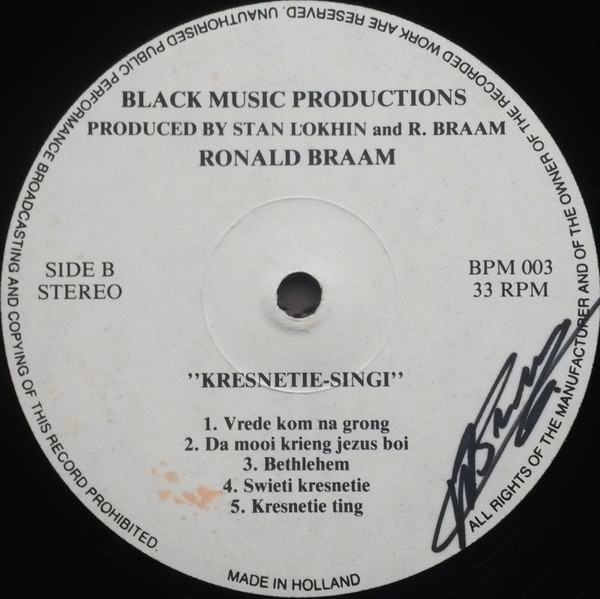 BLACK MUSIC PRODUCTIONS
PRODUCED BY STAN LOKHIN and R. BRAAM
RONALD BRAAM
SIDE B
STEREO
BPM 003
33 RPM
"KRESNETIE-SINGI"
1. Vrede kom na grong
2. Da mooi krieng jezus boi
3. Bethlehem
4. Swieti kresnetie
5. Kresnetie ting
ALL RIGHTS OF THE MANUFACTURER AND OF THE OWNER OF THE RECORDED WORK ARE RESERVED. UNAUTHORISED PUBLIC PERFORMANCE BROADCASTING AND COPYING OF THIS RECORD PROHIBITED.
MADE IN HOLLAND